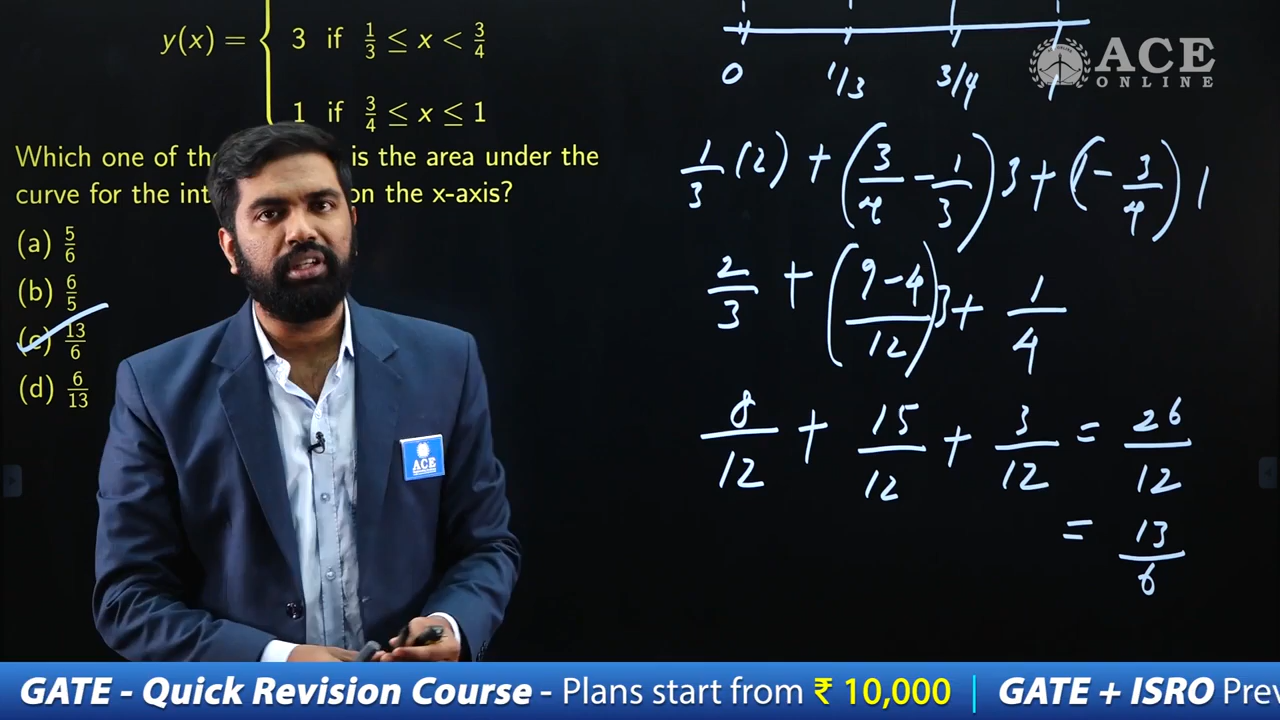 y(x) = { 3 if 1/3 ≤ x < 3/4
1 if 3/4 ≤ x ≤ 1
Which one of the is the area under the
curve for the int on the x-axis?
(a) 5/6
(b) 6/5
(c) 13/6
(d) 6/13
0 1/3 3/4 1
ACE
ONLINE
1/3 (2) + (3/4 - 1/3) 3 + (1 - 3/4) 1
2/3 + ((9-4)/12) 3 + 1/4
8/12 + 15/12 + 3/12 = 26/12
= 13/6
ACE
GATE - Quick Revision Course - Plans start from ₹ 10,000 | GATE + ISRO Prev